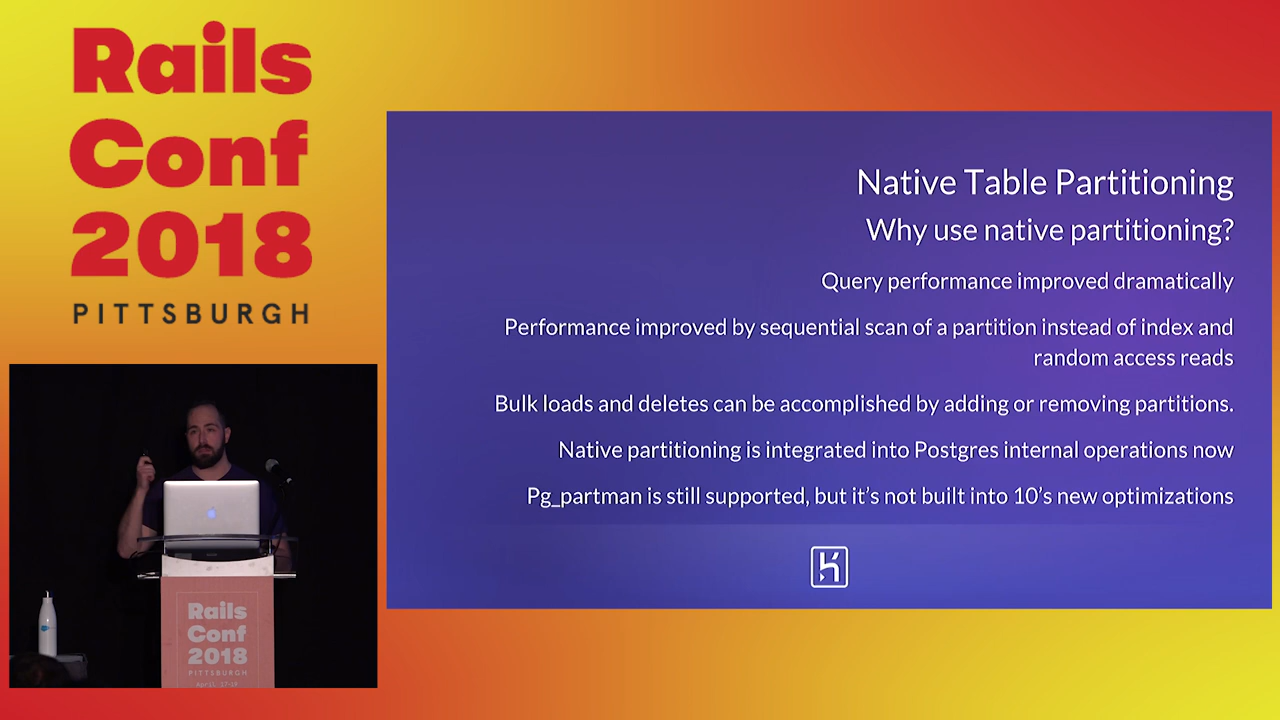 Rails
Conf
2018
PITTSBURGH
Native Table Partitioning
Why use native partitioning?
Query performance improved dramatically
Performance improved by sequential scan of a partition instead of index and
random access reads
Bulk loads and deletes can be accomplished by adding or removing partitions.
Native partitioning is integrated into Postgres internal operations now
Pg_partman is still supported, but it’s not built into 10’s new optimizations
Rails
Conf
2018
PITTSBURGH
April 17-19